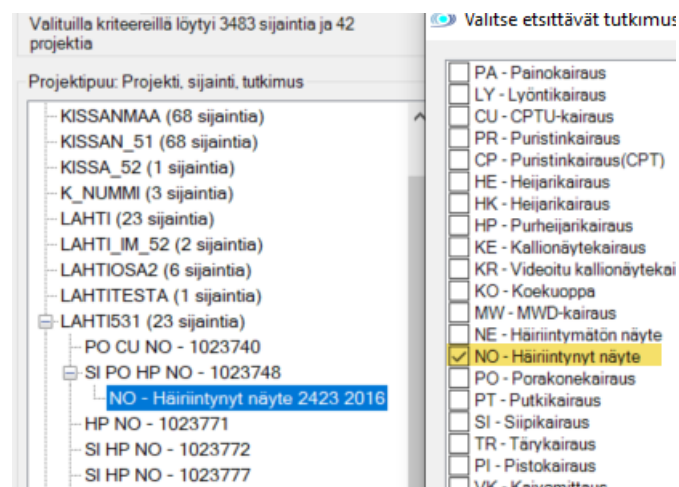 Valituilla kriteereillä löytyi 3483 sijaintia ja 42
projektia
Projektipuu: Projekti, sijainti, tutkimus
KISSANMAA (68 sijaintia)
KISSAN_51 (68 sijaintia)
KISSA_52 (1 sijaintia)
K_NUMMI (3 sijaintia)
LAHTI (23 sijaintia)
LAHTI_IM_52 (2 sijaintia)
LAHTIOSA2 (6 sijaintia)
LAHTITESTA (1 sijaintia)
LAHTI531 (23 sijaintia)
PO CU NO - 1023740
SI PO HP NO - 1023748
NO - Häiriintynyt näyte 2423 2016
HP NO - 1023771
SI HP NO - 1023772
SI HP NO - 1023777
Valitse etsittävät tutkimus
PA - Painokairaus
LY - Lyöntikairaus
CU - CPTU-kairaus
PR - Puristinkairaus
CP - Puristinkairaus(CPT)
HE - Heijarikairaus
HK - Heijarikairaus
HP - Purheijarikairaus
KE - Kallionäytekairaus
KR - Videoitu kallionäytekai
KO - Koekuoppa
MW - MWD-kairaus
NE - Häiriintymätön näyte
NO - Häiriintynyt näyte
PO - Porakonekairaus
PT - Putkikairaus
SI - Siipikairaus
TR - Tärykairaus
PI - Pistokairaus
VK - Kaivomittaus